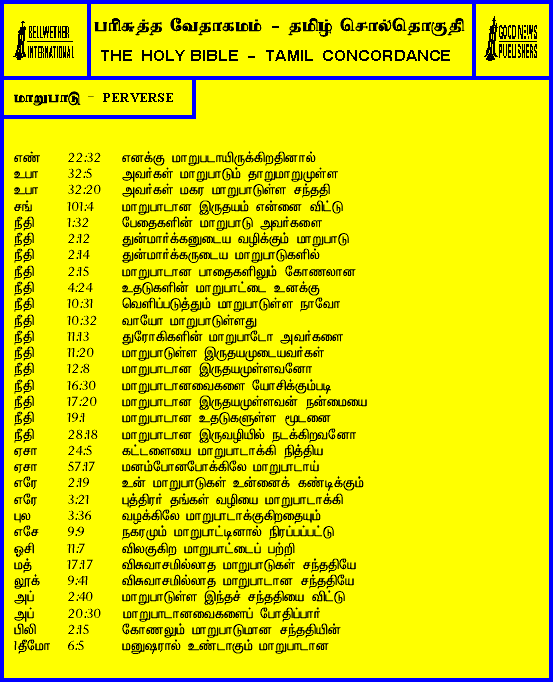 BELLWETHER
INTERNATIONAL
பரிசுத்த வேதாகமம் - தமிழ் சொல்தொகுதி
THE HOLY BIBLE - TAMIL CONCORDANCE
GOOD NEWS
PUBLISHERS
மாறுபாடு - PERVERSE
எண் 22:32 எனக்கு மாறுபடாயிருக்கிறதினால்
உபா 32:5 அவர்கள் மாறுபாடும் தாறுமாறுமுள்ள
உபா 32:20 அவர்கள் மகர மாறுபாடுள்ள சந்ததி
சங் 101:4 மாறுபாடான இருதயம் என்னை விட்டு
நீதி 1:32 பேதைகளின் மாறுபாடு அவர்களை
நீதி 2:12 துன்மார்க்கனுடைய வழிக்கும் மாறுபாடு
நீதி 2:14 துன்மார்க்கருடைய மாறுபாடுகளில்
நீதி 2:15 மாறுபாடான பாதைகளிலும் கோணலான
நீதி 4:24 உதடுகளின் மாறுபாட்டை உனக்கு
நீதி 10:31 வெளிப்படுத்தும் மாறுபாடுள்ள நாவோ
நீதி 10:32 வாயோ மாறுபாடுள்ளது
நீதி 11:13 துரோகிகளின் மாறுபாடோ அவர்களை
நீதி 11:20 மாறுபாடுள்ள இருதயமுடையவர்கள்
நீதி 12:8 மாறுபாடான இருதயமுள்ளவனோ
நீதி 16:30 மாறுபாடானவைகளை யோசிக்கும்படி
நீதி 17:20 மாறுபாடான இருதயமுள்ளவன் நன்மையை
நீதி 19:1 மாறுபாடான உதடுகளுள்ள மூடனை
நீதி 28:18 மாறுபாடான இருவழியில் நடக்கிறவனோ
ஏசா 24:5 கட்டளையை மாறுபாடாக்கி நித்திய
ஏசா 57:17 மனம்போனபோக்கிலே மாறுபாடாய்
எரே 2:19 உன் மாறுபாடுகள் உன்னைக் கண்டிக்கும்
எரே 3:21 புத்திரர் தங்கள் வழியை மாறுபாடாக்கி
புல 3:36 வழக்கிலே மாறுபாடாக்குகிறதையும்
எசே 9:9 நகரமும் மாறுபாட்டினால் நிரப்பப்பட்டு
ஓசி 11:7 விலகுகிற மாறுபாட்டைப் பற்றி
மத் 17:17 விசுவாசமில்லாத மாறுபாடுகள் சந்ததியே
லூக் 9:41 விசுவாசமில்லாத மாறுபாடான சந்ததியே
அப் 2:40 மாறுபாடுள்ள இந்தச் சந்ததியை விட்டு
அப் 20:30 மாறுபாடானவைகளைப் போதிப்பார்
பிலி 2:15 கோணலும் மாறுபாடுமான சந்ததியின்
1தீமோ 6:5 மனுஷரால் உண்டாகும் மாறுபாடான